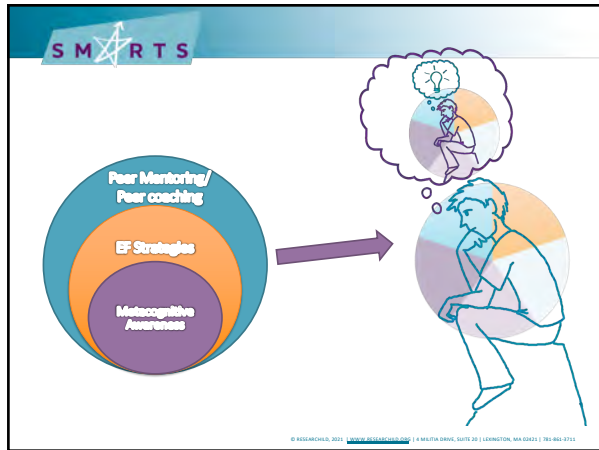 SMARTS
Peer Mentoring/
Peer coaching
EF Strategies
Metacognitive
Awareness
© RESEARCHILD, 2021 | WWW.RESEARCHILD.ORG | 4 MILITIA DRIVE, SUITE 20 | LEXINGTON, MA 02421 | 781-861-3711